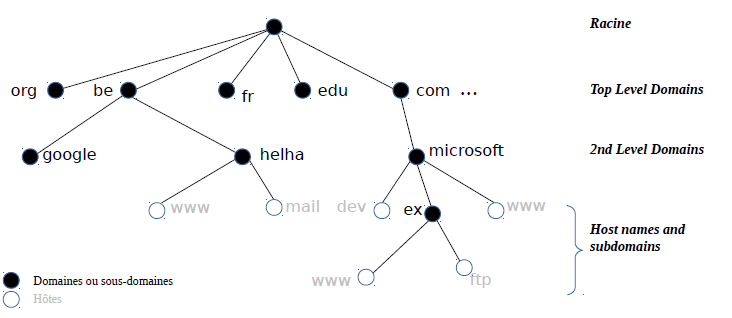 Racine
org
be
fr
edu
com ...
Top Level Domains
google
helha
microsoft
2nd Level Domains
www
mail
dev
ex
www
Host names and
subdomains
www
ftp
Domaines ou sous-domaines
Hôtes